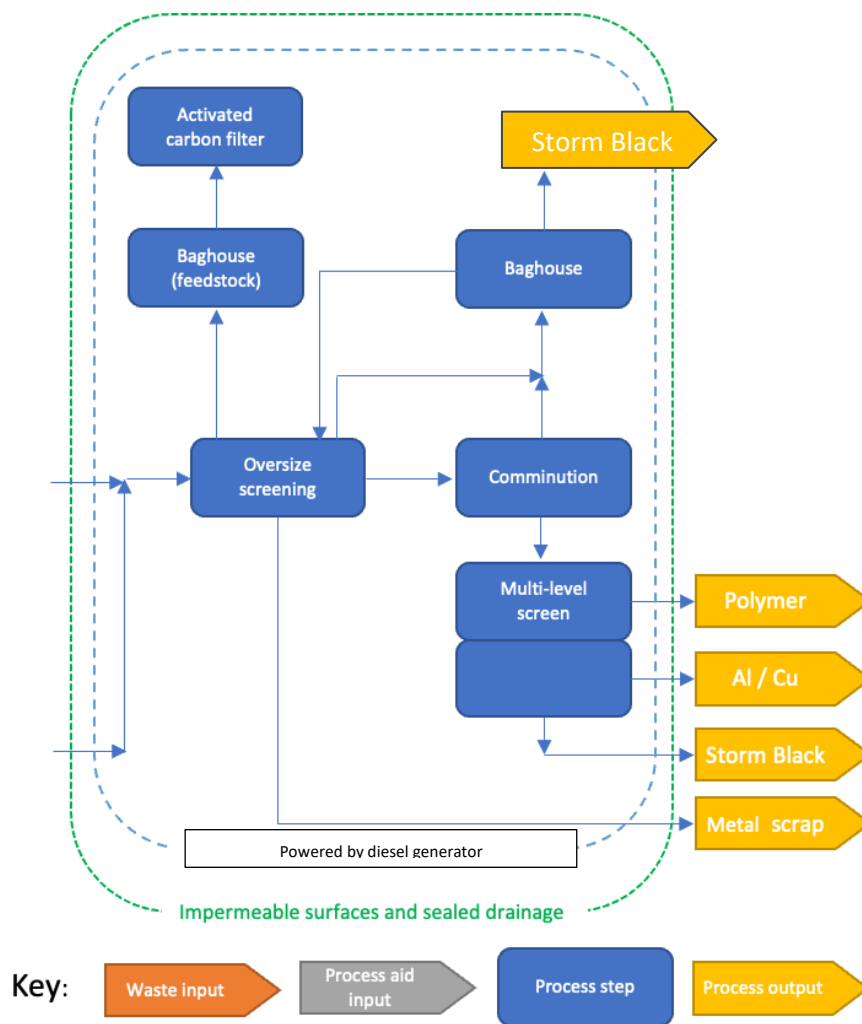 Activated
carbon filter
Storm Black
Baghouse
(feedstock)
Baghouse
Oversize
screening
Comminution
Multi-level
screen
Polymer
Al / Cu
Storm Black
Metal scrap
Powered by diesel generator
Impermeable surfaces and sealed drainage
Key:
Waste input
Process aid
input
Process step
Process output